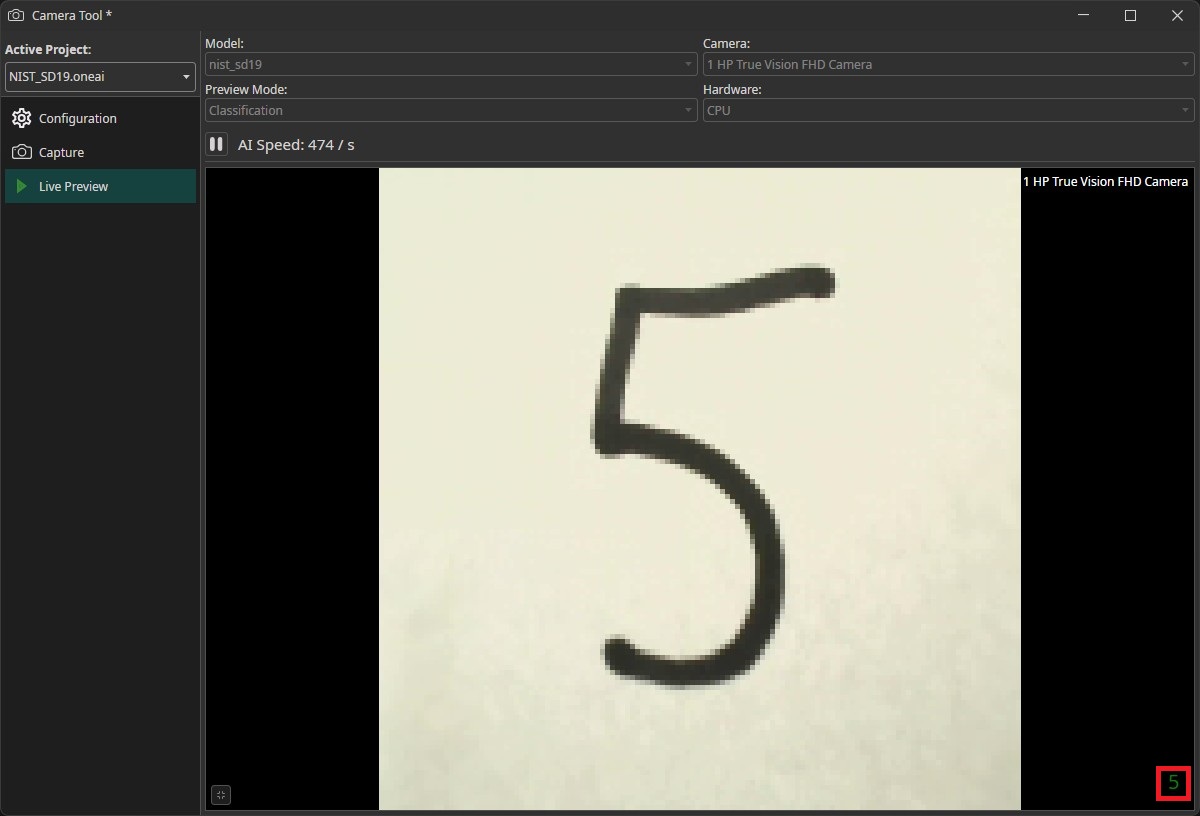 Camera Tool *
Active Project:
NIST_SD19.oneai
Configuration
Capture
Live Preview
Model:
nist_sd19
Camera:
1 HP True Vision FHD Camera
Preview Mode:
Classification
Hardware:
CPU
AI Speed: 474 / s
1 HP True Vision FHD Camera
5
5